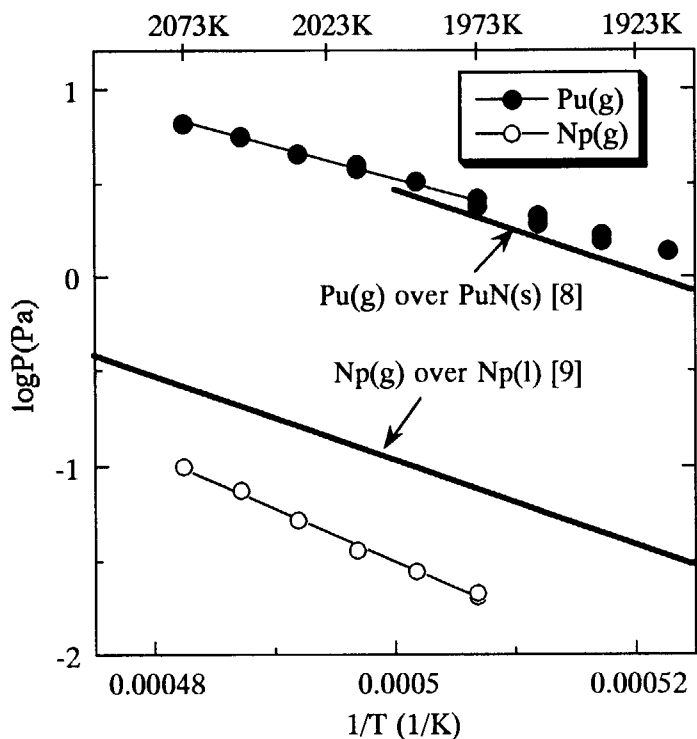 2073K 2023K 1973K 1923K
Pu(g)
Np(g)
1
0
-1
-2
logP(Pa)
Pu(g) over PuN(s) [8]
Np(g) over Np(l) [9]
0.00048 0.0005 0.00052
1/T (1/K)